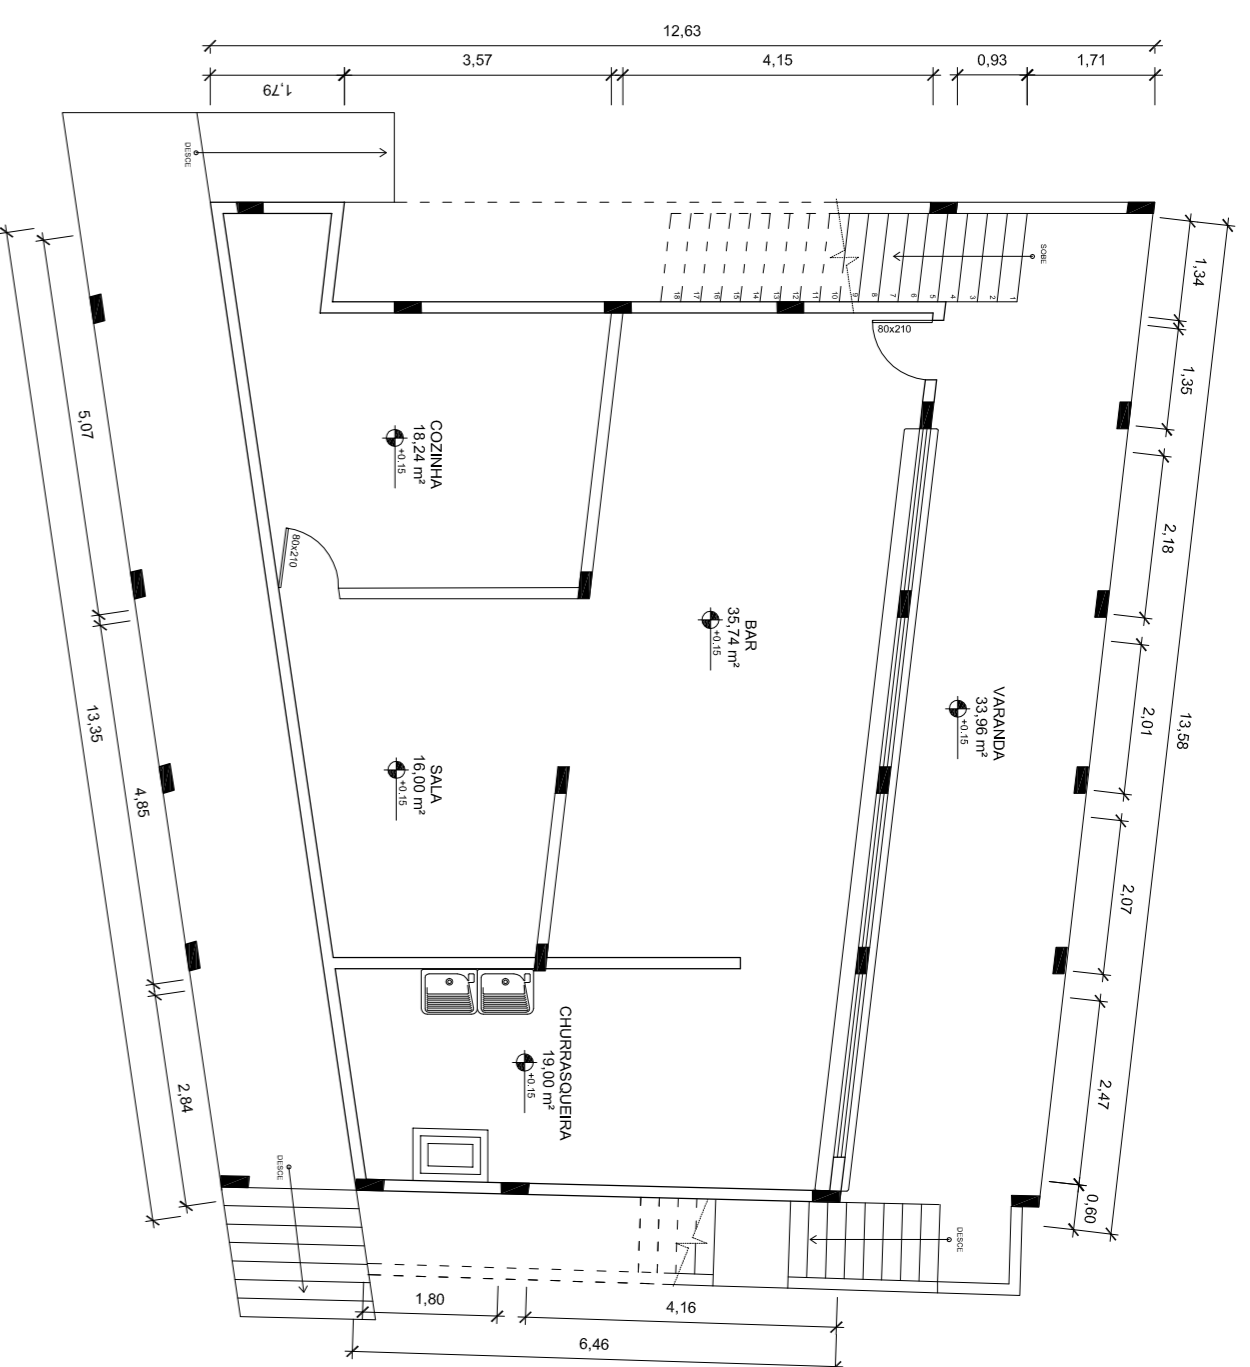 12,63
3,57
4,15
0,93
1,71
1,79
DESCE
SOBE
1
2
3
4
5
6
7
8
9
10
11
12
13
14
15
16
17
18
80x210
1,34
1,35
2,18
2,01
13,58
2,07
2,47
0,60
5,07
13,35
4,85
2,84
COZINHA
18,24 m²
+0.15
80x210
BAR
35,74 m²
+0.15
VARANDA
33,96 m²
+0.15
SALA
16,00 m²
+0.15
CHURRASQUEIRA
19,00 m²
+0.15
DESCE
DESCE
1,80
4,16
6,46